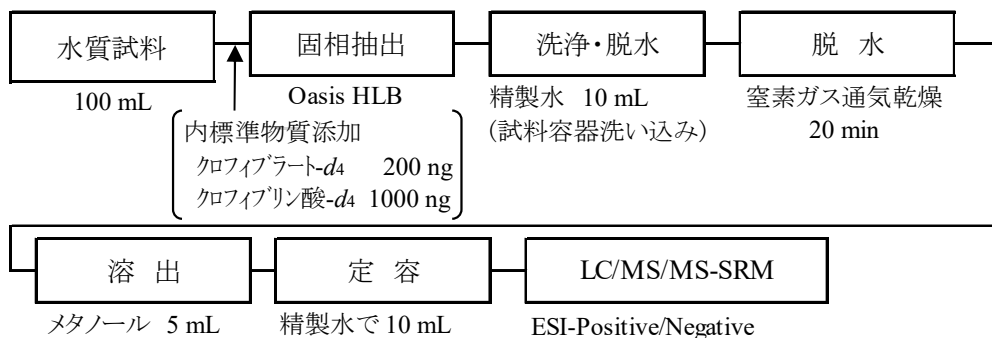 水質試料
固相抽出
洗浄・脱水
脱 水
100 mL
Oasis HLB
精製水 10 mL
(試料容器洗い込み)
窒素ガス通気乾燥
20 min
内標準物質添加
クロフィブラート-d4 200 ng
クロフィブリン酸-d4 1000 ng
溶 出
定 容
LC/MS/MS-SRM
メタノール 5 mL
精製水で 10 mL
ESI-Positive/Negative